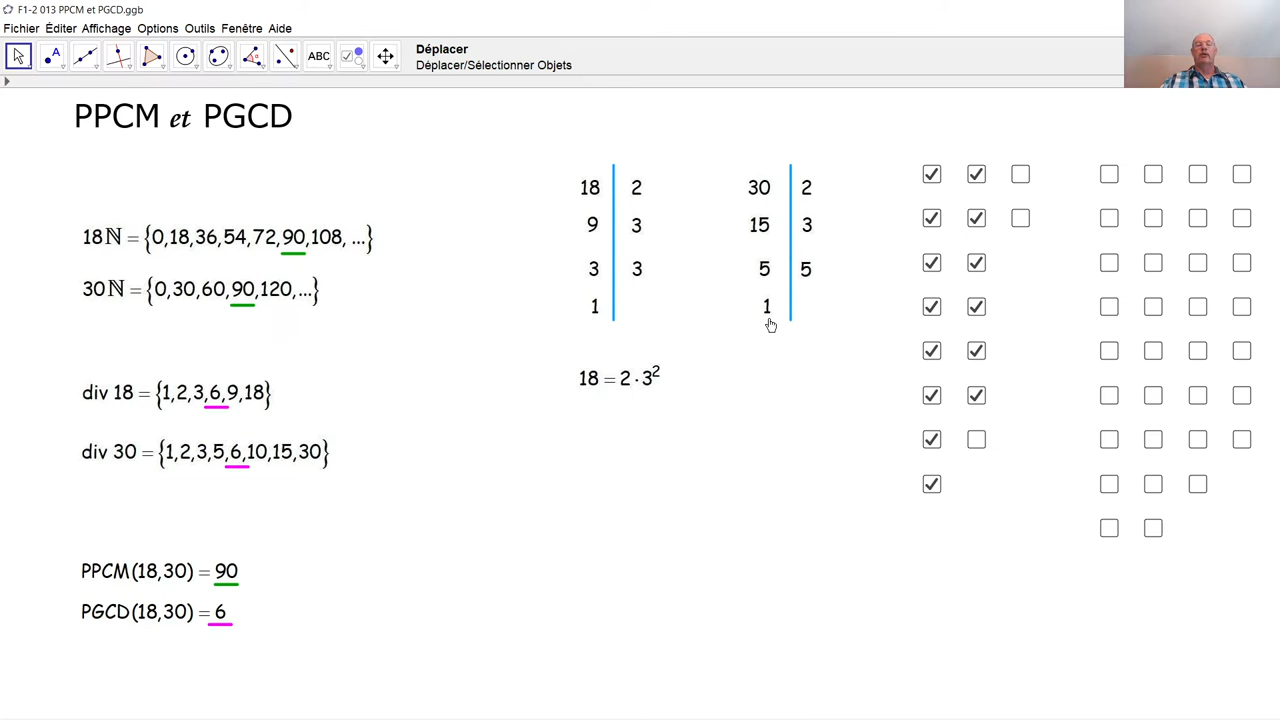 F1-2 013 PPCM et PGCD.ggb
Fichier Éditer Affichage Options Outils Fenêtre Aide
A ABC Déplacer
Déplacer/Sélectionner Objets
PPCM et PGCD
18ℕ = {0,18,36,54,72,90,108, ...}
30ℕ = {0,30,60,90,120,...}
div 18 = {1,2,3,6,9,18}
div 30 = {1,2,3,5,6,10,15,30}
PPCM(18,30) = 90
PGCD(18,30) = 6
18 2
9 3
3 3
1
18 = 2 · 3²
30 2
15 3
5 5
1